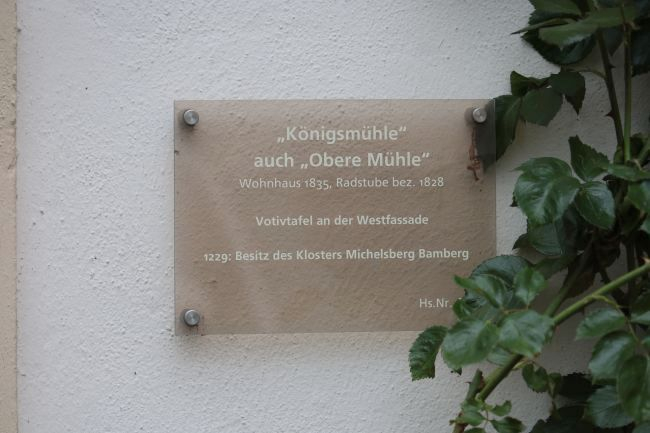 „Königsmühle“
auch „Obere Mühle“
Wohnhaus 1835, Radstube bez. 1828
Votivtafel an der Westfassade
1229: Besitz des Klosters Michelsberg Bamberg
Hs.Nr.